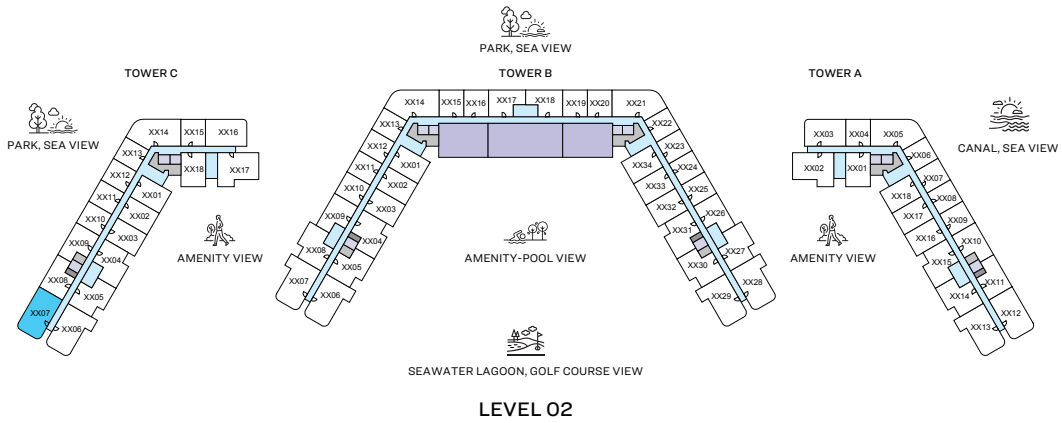 PARK, SEA VIEW
TOWER C
TOWER B
TOWER A
PARK, SEA VIEW
CANAL, SEA VIEW
XX14
XX15
XX16
XX13
XX18
XX17
XX12
XX01
XX11
XX02
XX10
XX03
XX09
XX04
XX08
XX05
XX07
XX06
AMENITY VIEW
XX14
XX15
XX16
XX17
XX18
XX19
XX20
XX21
XX13
XX22
XX12
XX01
XX34
XX23
XX11
XX02
XX33
XX24
XX10
XX03
XX32
XX25
XX09
XX04
XX31
XX26
XX08
XX05
XX30
XX27
XX07
XX06
XX29
XX28
AMENITY-POOL VIEW
XX03
XX04
XX05
XX02
XX01
XX06
XX18
XX07
XX17
XX08
XX16
XX09
XX15
XX10
XX14
XX11
XX13
XX12
AMENITY VIEW
SEAWATER LAGOON, GOLF COURSE VIEW
LEVEL 02